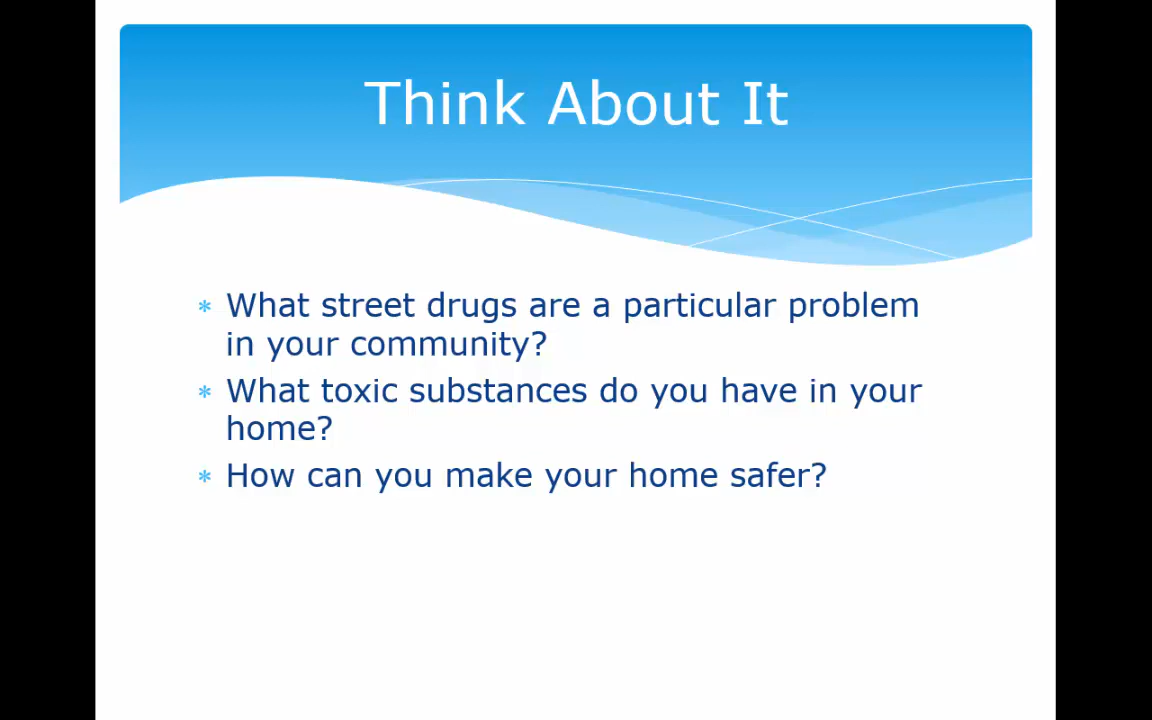 Think About It
* What street drugs are a particular problem
in your community?
* What toxic substances do you have in your
home?
* How can you make your home safer?